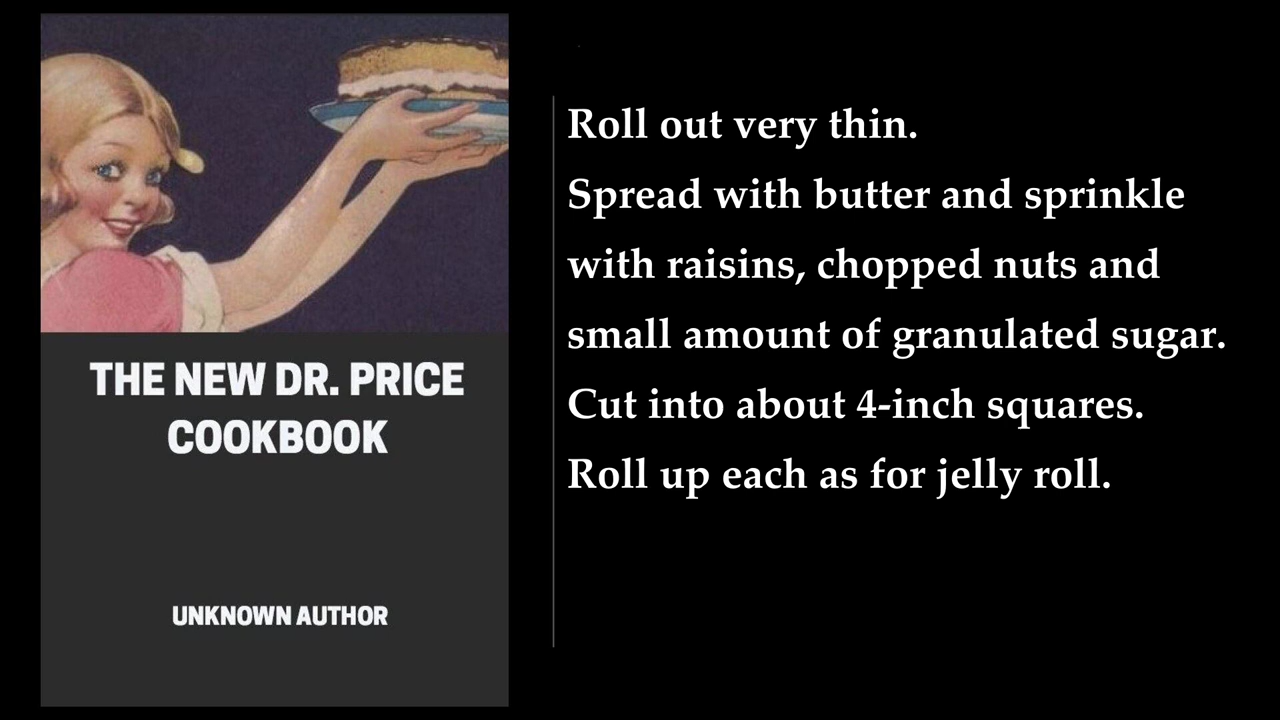 THE NEW DR. PRICE
COOKBOOK
UNKNOWN AUTHOR
Roll out very thin.
Spread with butter and sprinkle
with raisins, chopped nuts and
small amount of granulated sugar.
Cut into about 4-inch squares.
Roll up each as for jelly roll.